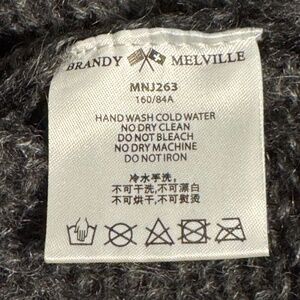 BRANDY MELVILLE
MNJ263
160/84A
HAND WASH COLD WATER
NO DRY CLEAN
DO NOT BLEACH
NO DRY MACHINE
DO NOT IRON
冷水手洗,
不可干洗,不可漂白
不可烘干,不可熨烫